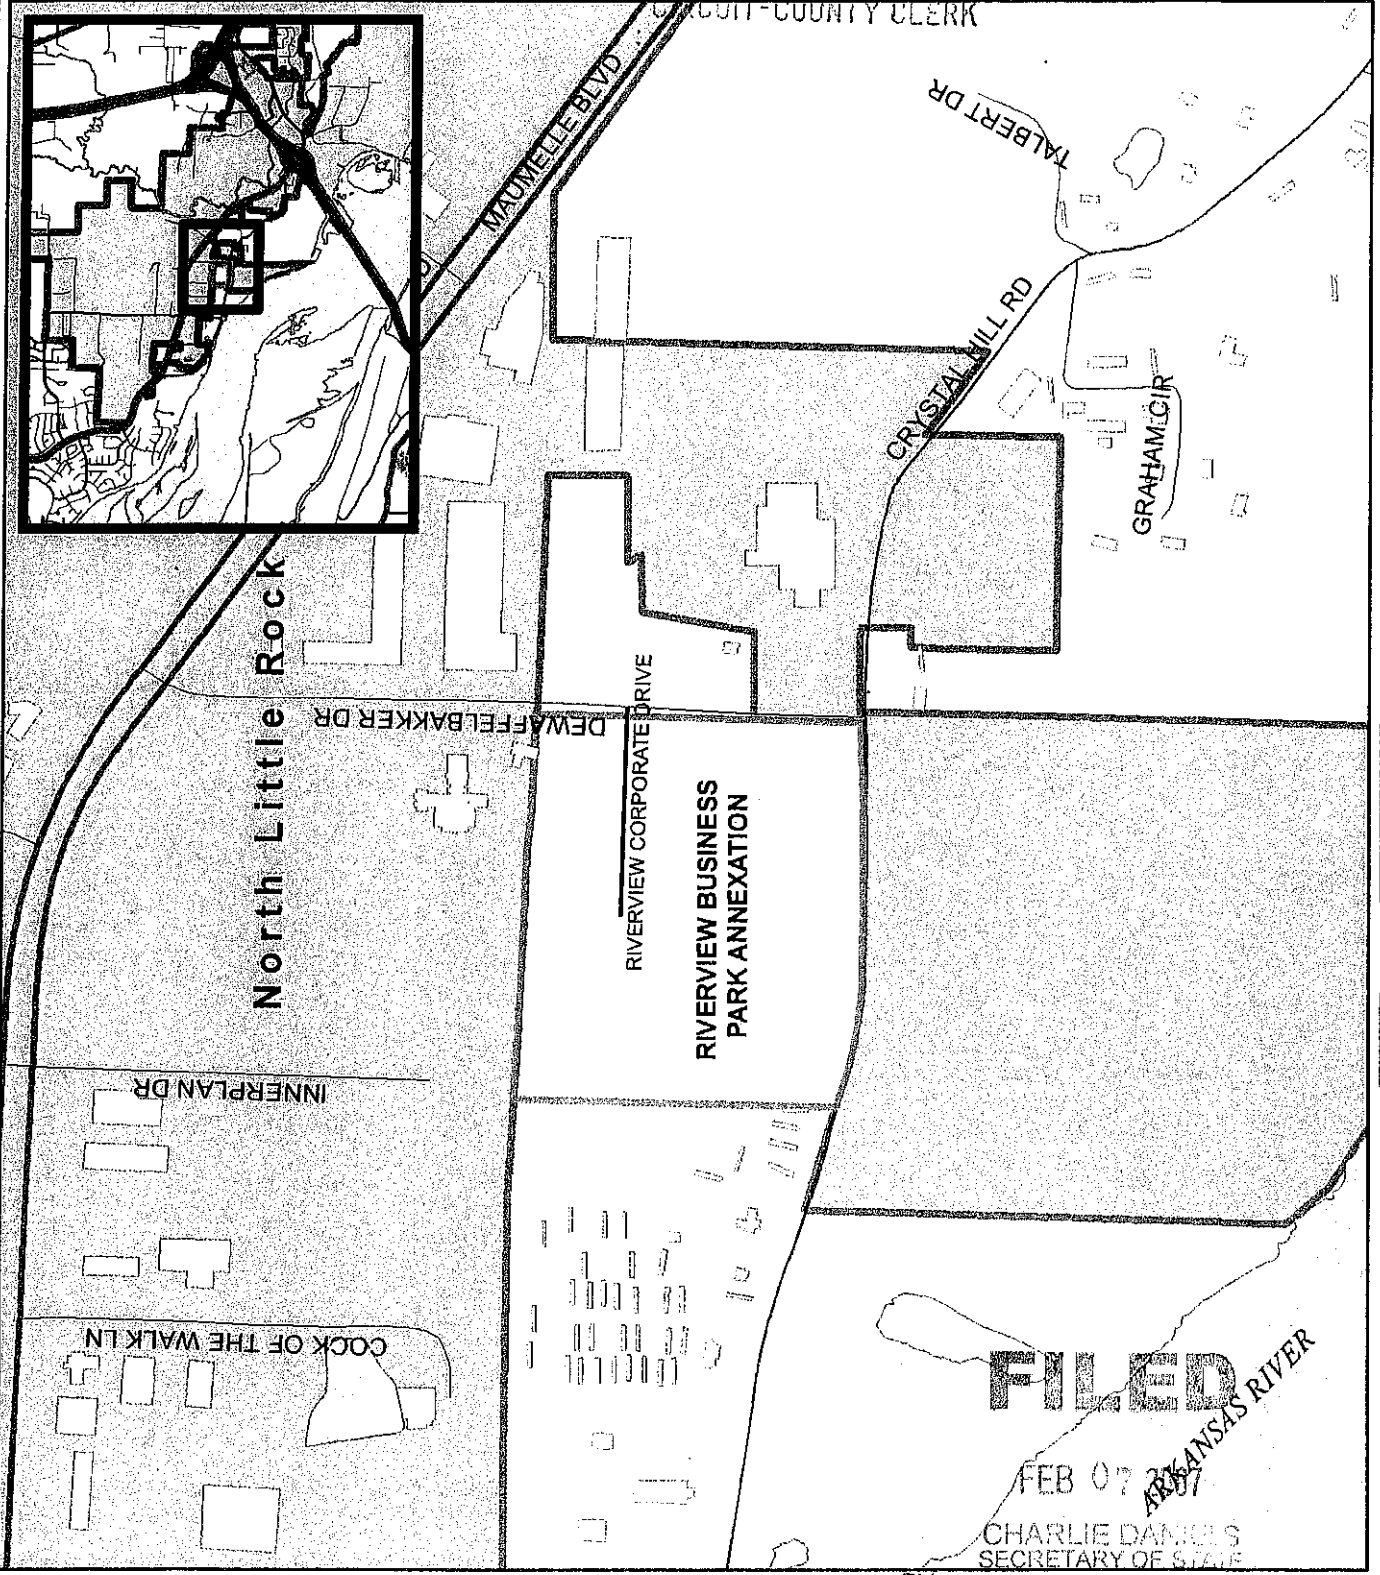 CIRCUIT-COUNTY CLERK
MAUMELLE BLVD
TALBERT DR
CRYSTAL HILL RD
GRAHAM CIR
North Little Rock
DEWAFFELBAKKER DR
RIVERVIEW CORPORATE DRIVE
RIVERVIEW BUSINESS
PARK ANNEXATION
INNERPLAN DR
COCK OF THE WALK LN
FILED
ARKANSAS RIVER
FEB 07 2007
CHARLIE DANIELS
SECRETARY OF STATE